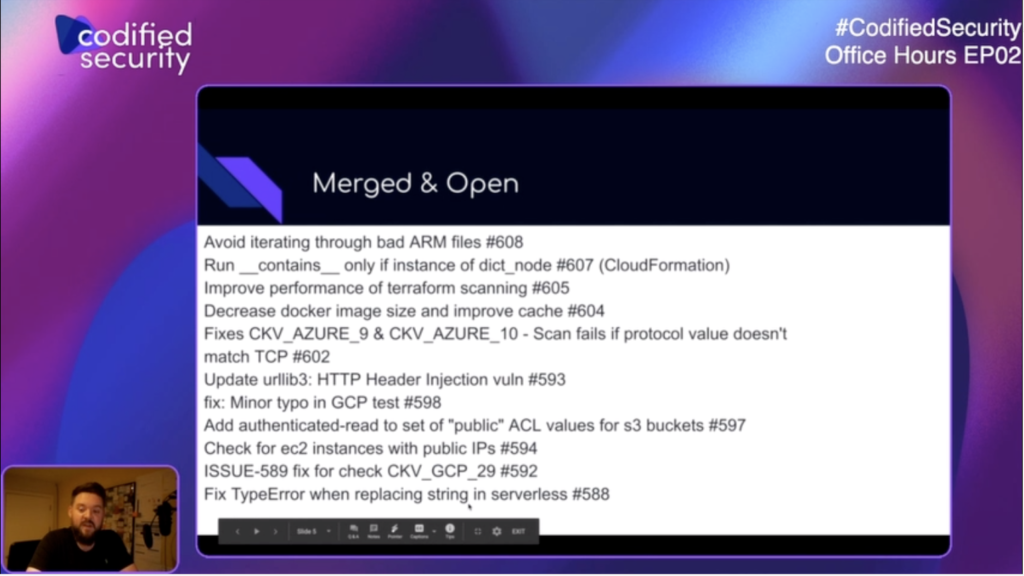 codified
security
#CodifiedSecurity
Office Hours EP02
Merged & Open
Avoid iterating through bad ARM files #608
Run __contains__ only if instance of dict_node #607 (CloudFormation)
Improve performance of terraform scanning #605
Decrease docker image size and improve cache #604
Fixes CKV_AZURE_9 & CKV_AZURE_10 - Scan fails if protocol value doesn't
match TCP #602
Update urllib3: HTTP Header Injection vuln #593
fix: Minor typo in GCP test #598
Add authenticated-read to set of "public" ACL values for s3 buckets #597
Check for ec2 instances with public IPs #594
ISSUE-589 fix for check CKV_GCP_29 #592
Fix TypeError when replacing string in serverless #588
Slide 5
Q&A Notes Pointer Captions Tips EXIT